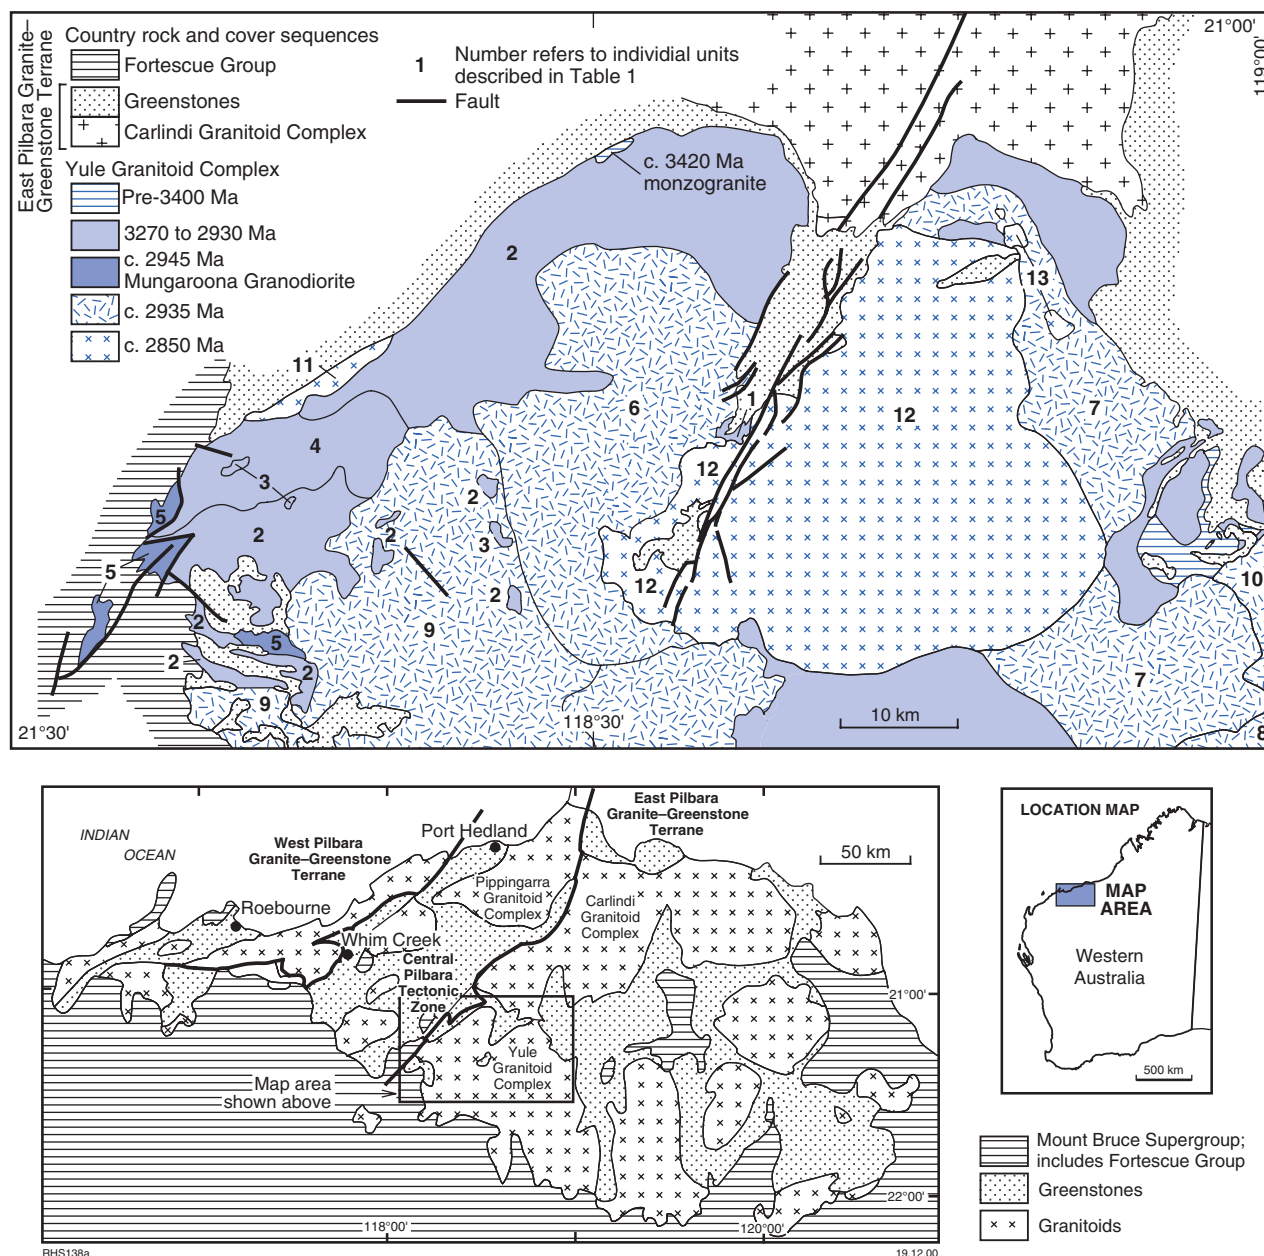 East Pilbara Granite–
Greenstone Terrane
Country rock and cover sequences
Fortescue Group
Greenstones
Carlindi Granitoid Complex
Yule Granitoid Complex
Pre-3400 Ma
3270 to 2930 Ma
c. 2945 Ma
Mungaroona Granodiorite
c. 2935 Ma
c. 2850 Ma
1
Number refers to individial units
described in Table 1
Fault
21°00'
119°00'
c. 3420 Ma
monzogranite
2
13
11
6
1
12
7
4
3
12
2
5
2
2
3
5
12
10
2
9
2
5
2
2
7
9
10 km
21°30'
118°30'
8
INDIAN
OCEAN
West Pilbara
Granite–Greenstone
Terrane
Port Hedland
East Pilbara
Granite–Greenstone
Terrane
50 km
Pippingarra
Granitoid
Complex
Carlindi
Granitoid
Complex
Roebourne
Whim Creek
Central
Pilbara
Tectonic
Zone
21°00'
Yule
Granitoid
Complex
Map area
shown above
22°00'
118°00'
120°00'
RHS138a
19.12.00
LOCATION MAP
MAP
AREA
Western
Australia
500 km
Mount Bruce Supergroup;
includes Fortescue Group
Greenstones
Granitoids